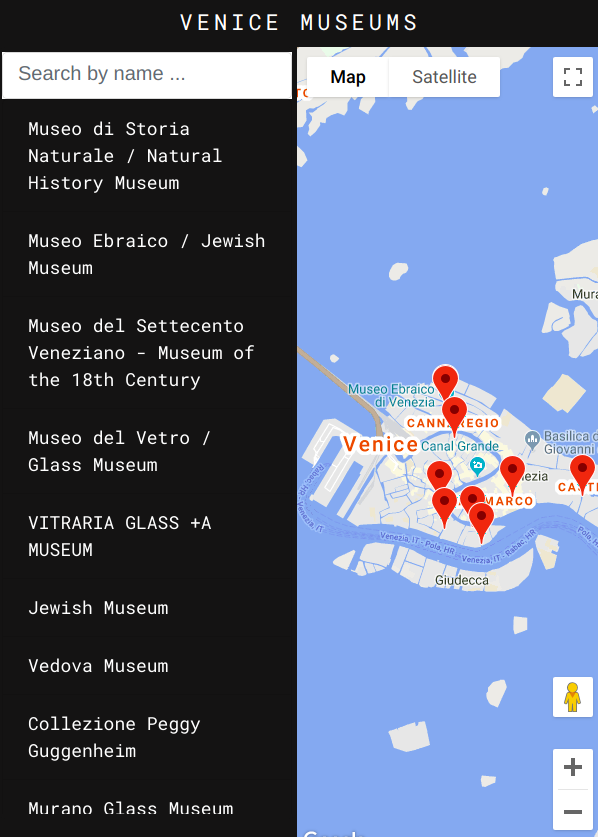 VENICE MUSEUMS
Search by name ...
Museo di Storia
Naturale / Natural
History Museum
Museo Ebraico / Jewish
Museum
Museo del Settecento
Veneziano - Museum of
the 18th Century
Museo del Vetro /
Glass Museum
VITRARIA GLASS +A
MUSEUM
Jewish Museum
Vedova Museum
Collezione Peggy
Guggenheim
Murano Glass Museum
Map
Satellite
Mura
Museo Ebraico
di Venezia
Venice
Canal Grande
Basilica d
Giovanni
MARCO
CAST
Venezia, IT - Pola, HR
Venezia, IT - Rabac, HR
Giudecca